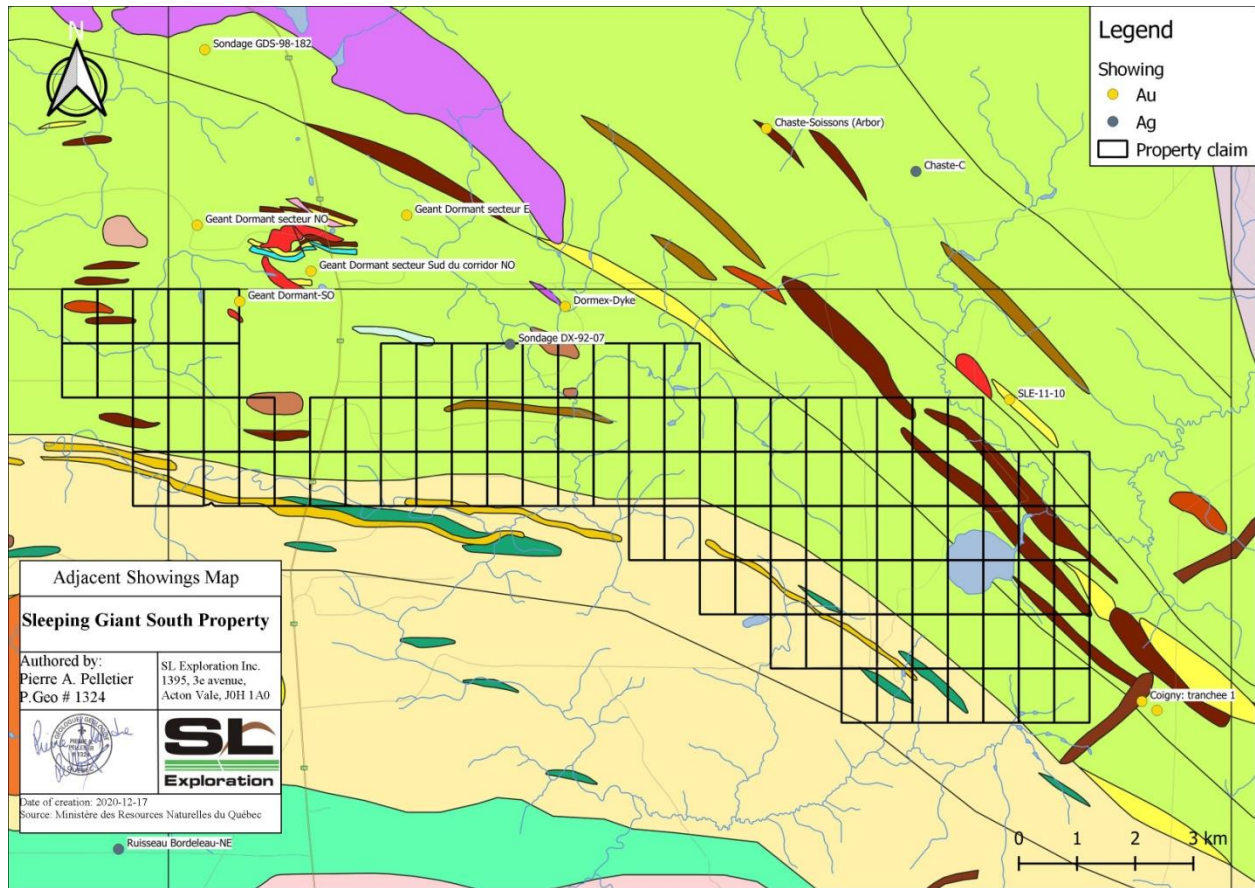 N
Sondage GDS-98-182
Legend
Showing
Au
Ag
Property claim
Chaste-Soissons (Arbor)
Chaste-C
Geant Dormant secteur NO
Geant Dormant secteur E
Geant Dormant secteur Sud du corridor NO
Geant Dormant-SO
Dormex-Dyke
Sondage DX-92-07
SLE-11-10
Coigny: tranchee 1
Adjacent Showings Map
Sleeping Giant South Property
Authored by:
Pierre A. Pelletier
P.Geo # 1324
SL Exploration Inc.
1395, 3e avenue,
Acton Vale, J0H 1A0
SL
Exploration
Date of creation: 2020-12-17
Source: Ministère des Resources Naturelles du Québec
Ruisseau Bordeleau-NE
0 1 2 3 km